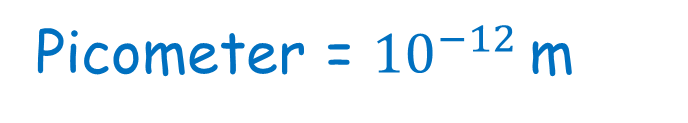 Picometer = 10⁻¹² m